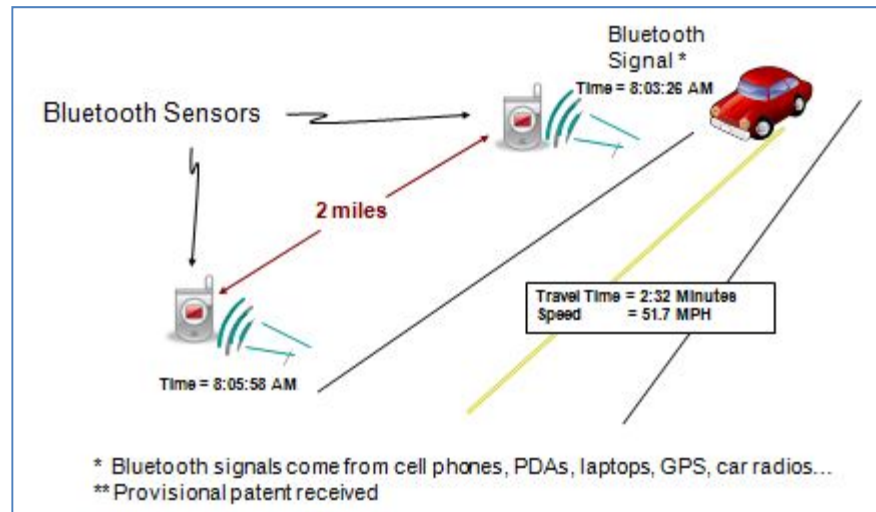 Bluetooth
Signal *
Time = 8:03:26 AM
Bluetooth Sensors
2 miles
Travel Time = 2:32 Minutes
Speed = 51.7 MPH
Time = 8:05:58 AM
* Bluetooth signals come from cell phones, PDAs, laptops, GPS, car radios...
** Provisional patent received